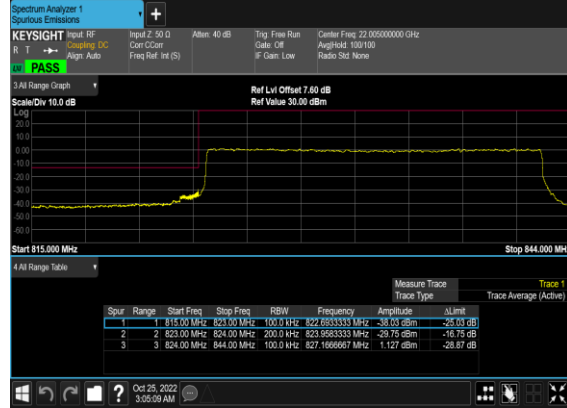 Spectrum Analyzer 1
Spurious Emissions
KEYSIGHT Input: RF Input Z: 50 Ω Atten: 40 dB Trig: Free Run Center Freq: 22.005000000 GHz
R T Coupling: DC Corr CCorr Gate: Off Avg|Hold: 100/100
Align: Auto Freq Ref: Int (S) IF Gain: Low Radio Std: None
LW PASS
3 All Range Graph
Ref Lvl Offset 7.60 dB
Scale/Div 10.0 dB Ref Value 30.00 dBm
Log
20.0
10.0
0.00
-10.0
-20.0
-30.0
-40.0
-50.0
-60.0
Start 815.000 MHz Stop 844.000 MHz
4 All Range Table
Measure Trace Trace 1
Trace Type Trace Average (Active)
Spur Range Start Freq Stop Freq RBW Frequency Amplitude ΔLimit
1 1 815.00 MHz 823.00 MHz 100.0 kHz 822.6933333 MHz -38.03 dBm -25.03 dB
2 2 823.00 MHz 824.00 MHz 200.0 kHz 823.9583333 MHz -29.75 dBm -16.75 dB
3 3 824.00 MHz 844.00 MHz 100.0 kHz 827.1666667 MHz 1.127 dBm -28.87 dB
? Oct 25, 2022
3:05:09 AM